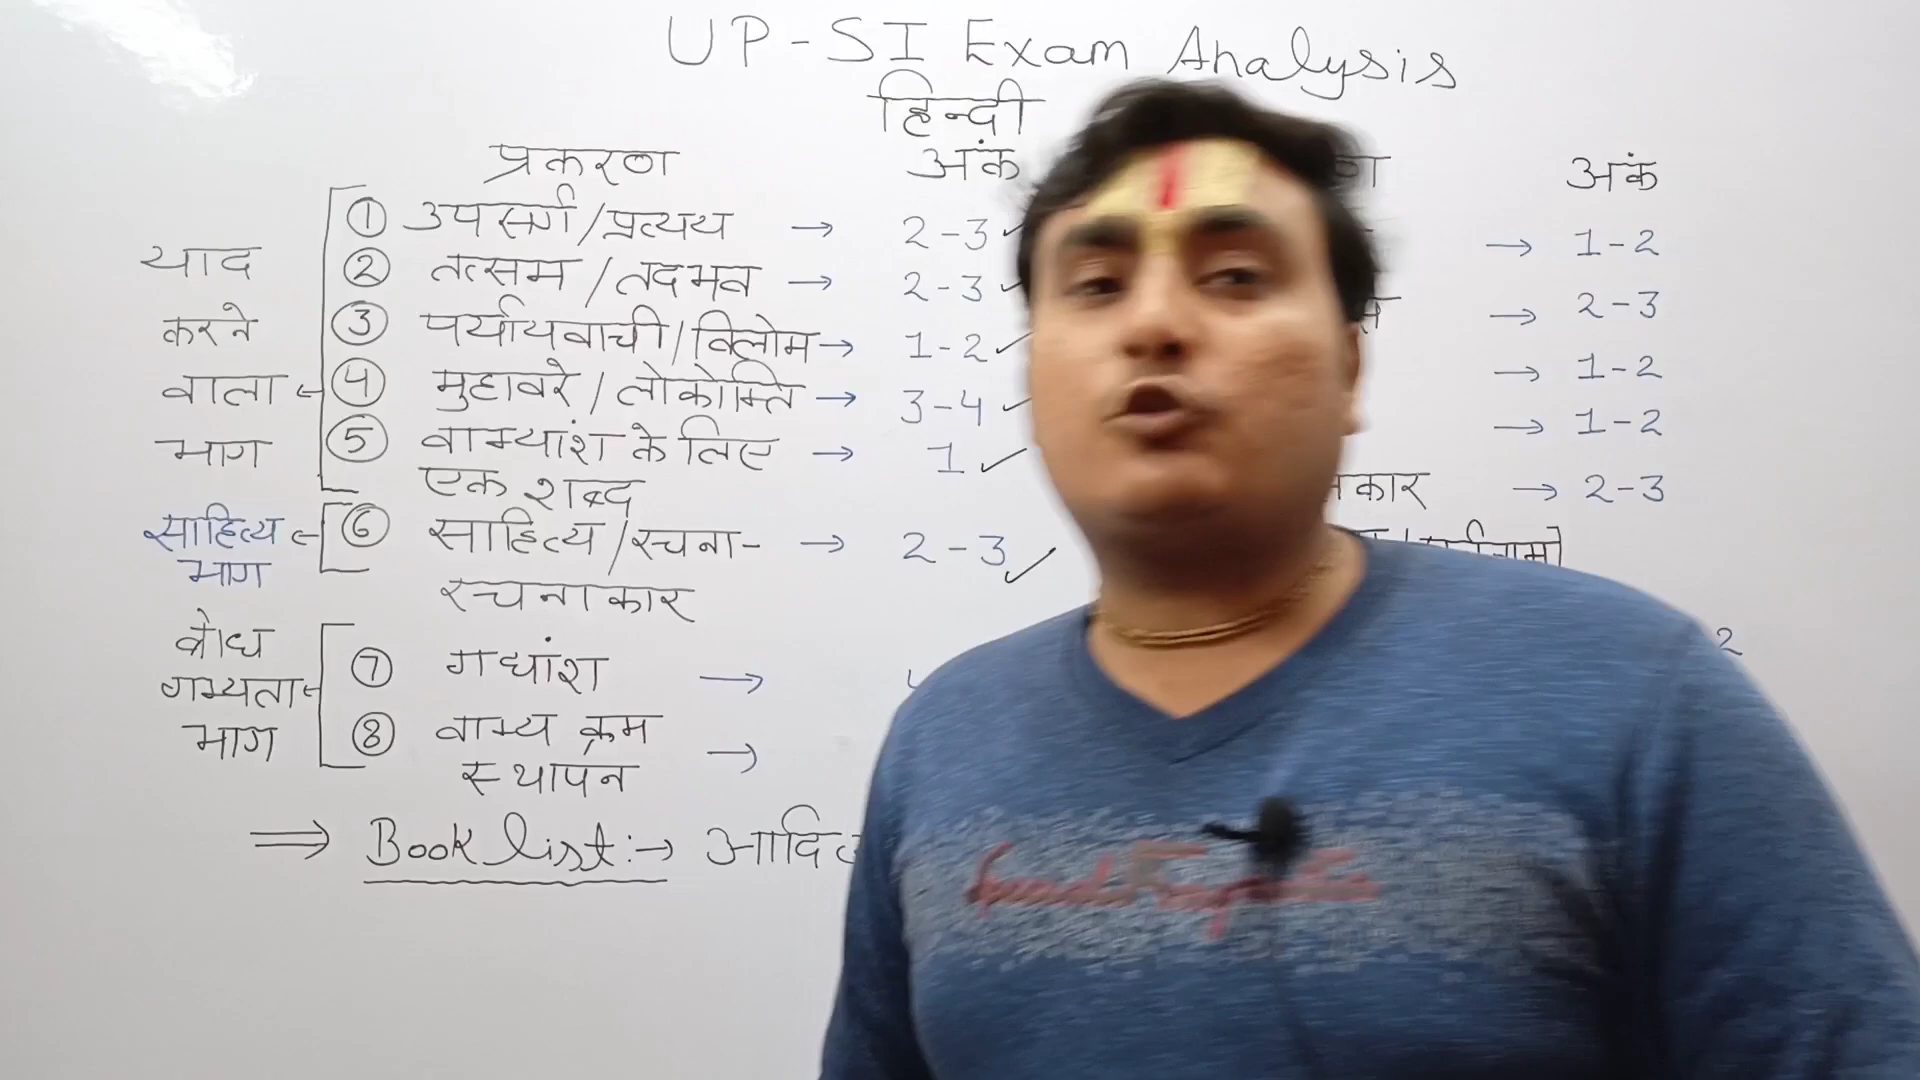 UP-SI Exam Analysis
हिन्दी
प्रकरण अंक
अंक
याद करने वाला भाग
① उपसर्ग/प्रत्यय → 2-3 ✓
② तत्सम/तदभव → 2-3 ✓
③ पर्यायवाची/विलोम → 1-2 ✓
④ मुहावरे/लोकोक्ति → 3-4 ✓
⑤ वाक्यांश के लिए → 1 ✓
एक शब्द
साहित्य भाग
⑥ साहित्य/रचना- → 2-3 ✓
रचनाकार
बोध गम्यता भाग
⑦ गद्यांश →
⑧ वाक्य क्रम →
स्थापन
→ 1-2
→ 2-3
→ 1-2
→ 1-2
→ 2-3
2
⇒ Book list:→